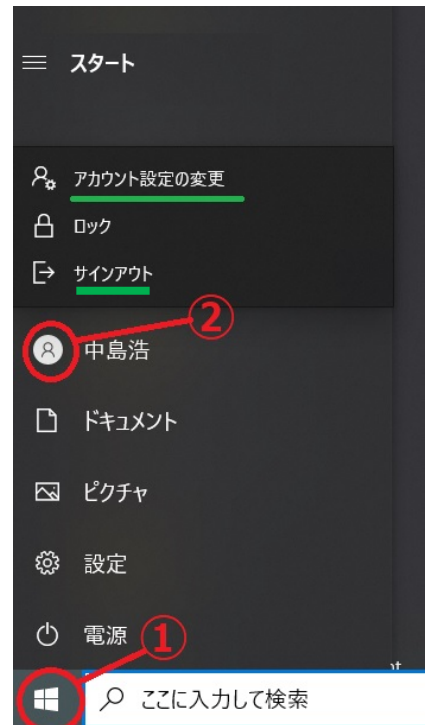 スタート
アカウント設定の変更
ロック
サインアウト
②
中島浩
ドキュメント
ピクチャ
設定
電源
①
ここに入力して検索